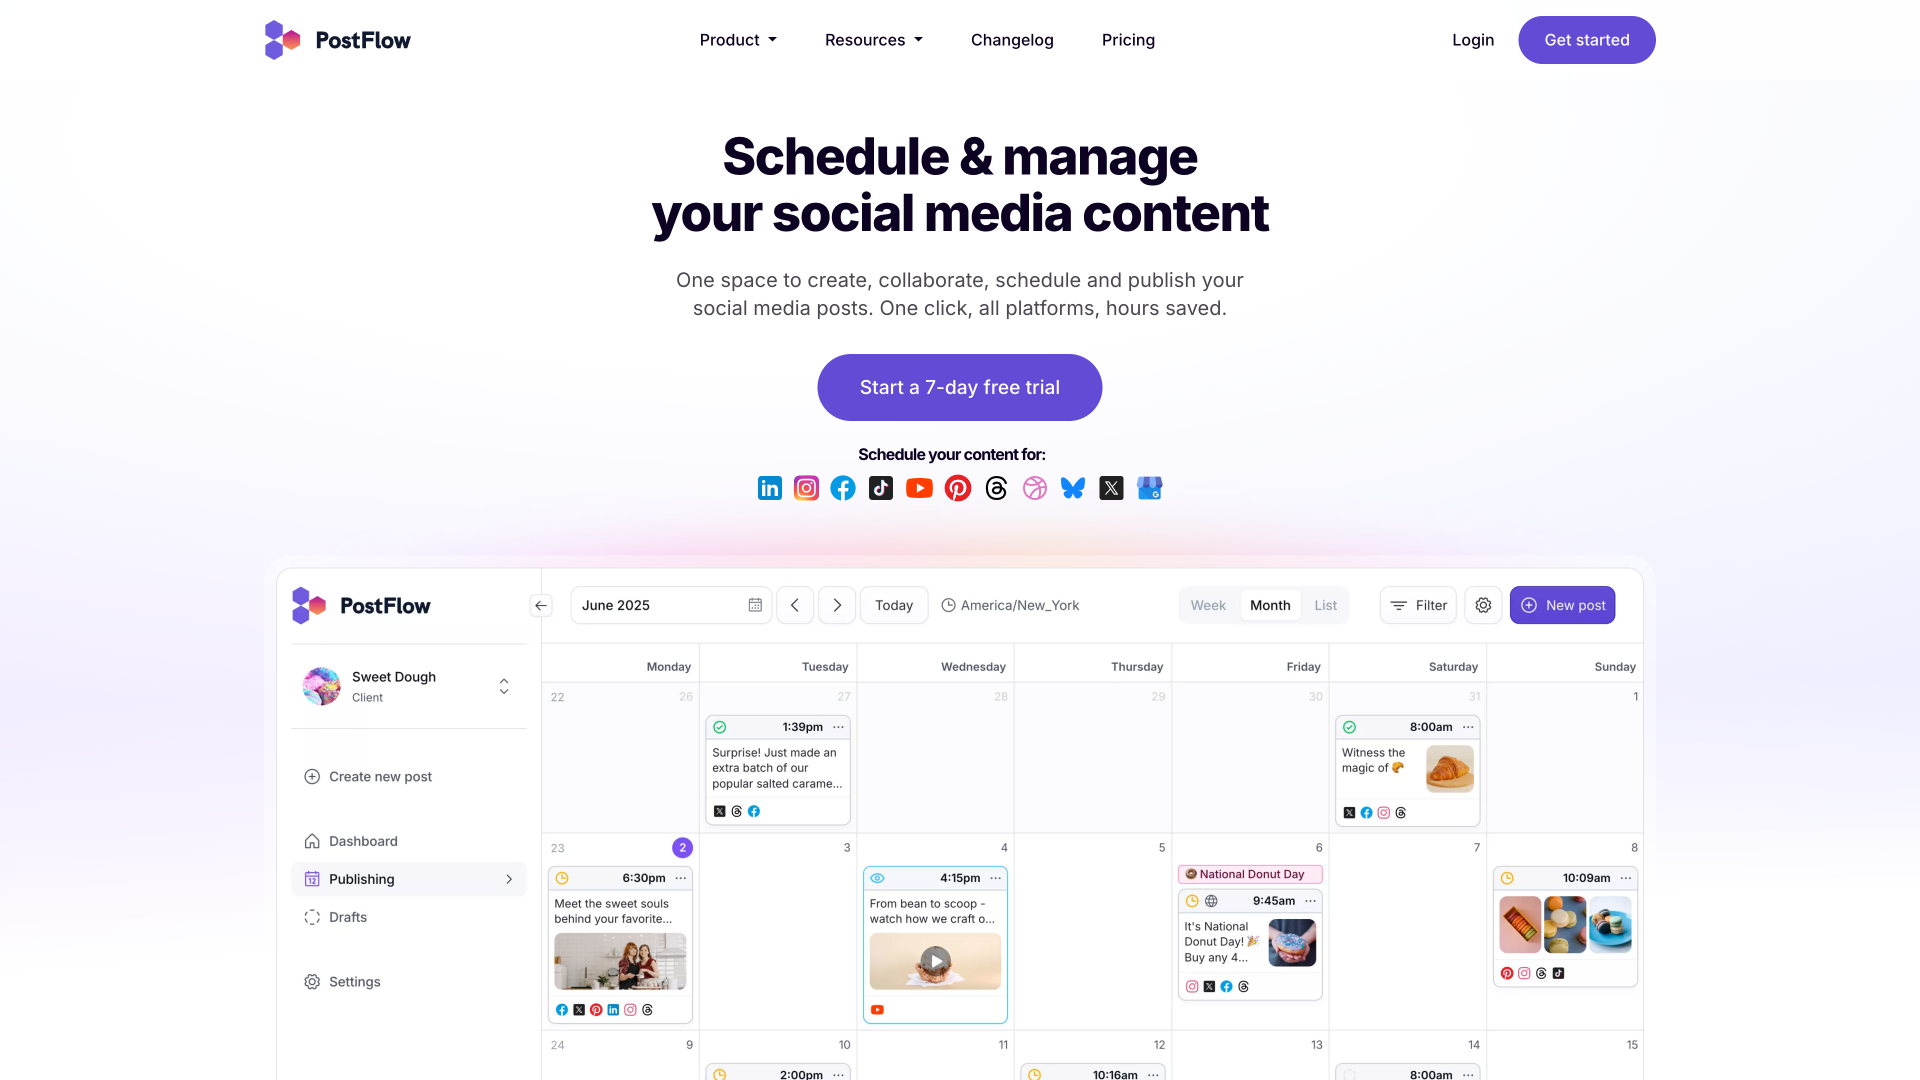 PostFlow
Product
Resources
Changelog
Pricing
Login
Get started
Schedule & manage
your social media content
One space to create, collaborate, schedule and publish your
social media posts. One click, all platforms, hours saved.
Start a 7-day free trial
Schedule your content for:
PostFlow
Sweet Dough
Client
Create new post
Dashboard
12
Publishing
Drafts
Settings
June 2025
Today
America/New_York
Week
Month
List
Filter
New post
Monday
Tuesday
Wednesday
Thursday
Friday
Saturday
Sunday
22
26
27
28
29
30
31
1
1:39pm
Surprise! Just made an
extra batch of our
popular salted carame...
8:00am
Witness the
magic of 🥐
23
2
3
4
5
6
7
8
6:30pm
Meet the sweet souls
behind your favorite...
4:15pm
From bean to scoop -
watch how we craft o...
🍩 National Donut Day
9:45am
It's National
Donut Day! 🎉
Buy any 4...
10:09am
24
9
10
11
12
13
14
15
2:00pm
10:16am
8:00am